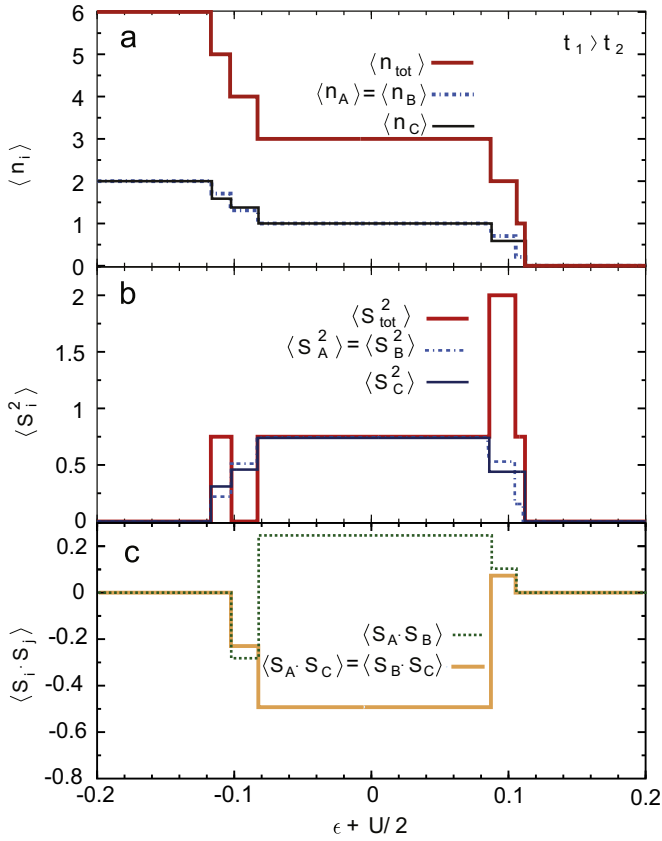 a
t₁ ⟩ t₂
⟨n_tot⟩
⟨n_A⟩=⟨n_B⟩
⟨n_C⟩
⟨n_i⟩
6
5
4
3
2
1
0
b
⟨S²_tot⟩
⟨S²_A⟩=⟨S²_B⟩
⟨S²_C⟩
⟨S²_i⟩
2
1.5
1
0.5
0
c
⟨S_A·S_B⟩
⟨S_A·S_C⟩=⟨S_B·S_C⟩
⟨S_i·S_j⟩
0.2
0
-0.2
-0.4
-0.6
-0.8
-0.2 -0.1 0 0.1 0.2
ϵ + U/2